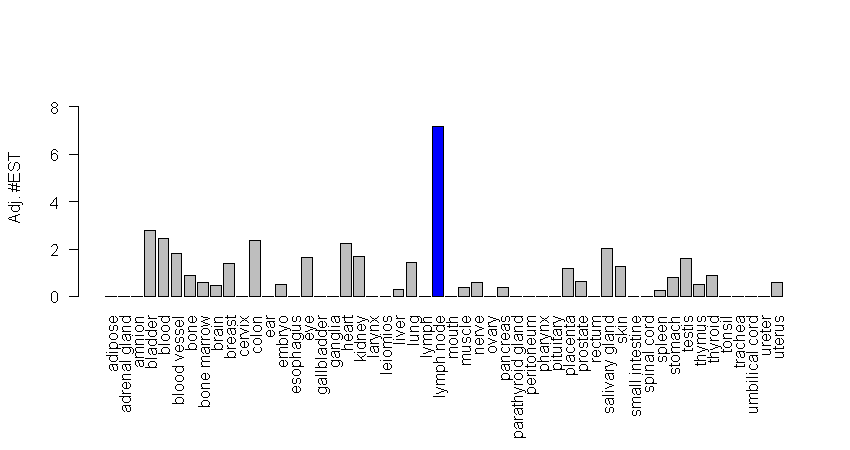 Adj. #EST
8
6
4
2
0
adipose
adrenal gland
amnion
bladder
blood
blood vessel
bone
bone marrow
brain
breast
cervix
colon
ear
embryo
esophagus
eye
gallbladder
ganglia
heart
kidney
larynx
leiomios
liver
lung
lymph
lymph node
mouth
muscle
nerve
ovary
pancreas
parathyroid gland
peritoneum
pharynx
pituitary
placenta
prostate
rectum
salivary gland
skin
small intestine
spinal cord
spleen
stomach
testis
thymus
thyroid
tonsil
trachea
umbilical cord
ureter
uterus